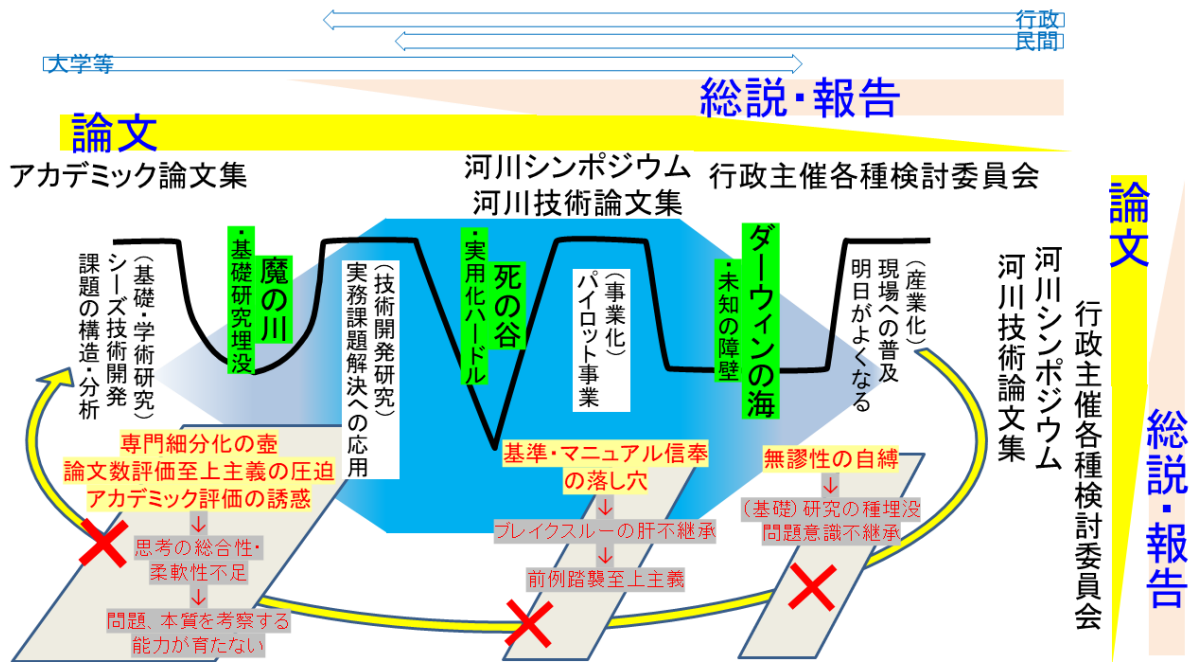 行政
民間
大学等
総説・報告
論文
アカデミック論文集
河川シンポジウム
河川技術論文集
行政主催各種検討委員会
(基礎・学術研究)
シーズ技術開発
課題の構造・分析
魔の川
・基礎研究埋没
(技術開発研究)
実務課題解決への応用
死の谷
・実用化ハードル
(事業化)
パイロット事業
ダーウィンの海
・未知の障壁
(産業化)
現場への普及
明日がよくなる
論文
河川シンポジウム
河川技術論文集
行政主催各種検討委員会
総説・報告
専門細分化の壺
論文数評価至上主義の圧迫
アカデミック評価の誘惑
↓
思考の総合性・
柔軟性不足
↓
問題、本質を考察する
能力が育たない
基準・マニュアル信奉
の落し穴
↓
ブレイクスルーの肝不継承
↓
前例踏襲至上主義
無謬性の自縛
↓
(基礎)研究の種埋没
問題意識不継承